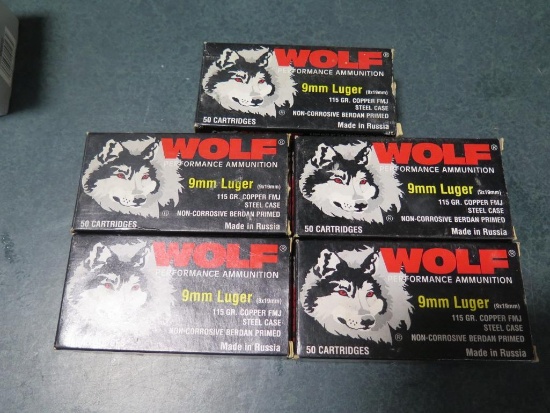 WOLF®
PERFORMANCE AMMUNITION
9mm Luger (9x19mm)
115 GR. COPPER FMJ
STEEL CASE
50 CARTRIDGES
NON-CORROSIVE BERDAN PRIMED
Made in Russia
WOLF®
PERFORMANCE AMMUNITION
9mm Luger (9x19mm)
115 GR. COPPER FMJ
STEEL CASE
® NON-CORROSIVE BERDAN PRIMED
50 CARTRIDGES
Made in Russia
WOLF®
PERFORMANCE AMMUNITION
9mm Luger (9x19mm)
115 GR. COPPER FMJ
STEEL CASE
® NON-CORROSIVE BERDAN PRIMED
50 CARTRIDGES
Made in Russia
WOLF®
PERFORMANCE AMMUNITION
9mm Luger (9x19mm)
115 GR. COPPER FMJ
STEEL CASE
NON-CORROSIVE BERDAN PRIMED
Made in Russia
WOLF®
PERFORMANCE AMMUNITION
9mm Luger (9x19mm)
115 GR. COPPER FMJ
STEEL CASE
® NON-CORROSIVE BERDAN PRIMED
50 CARTRIDGES
Made in Russia